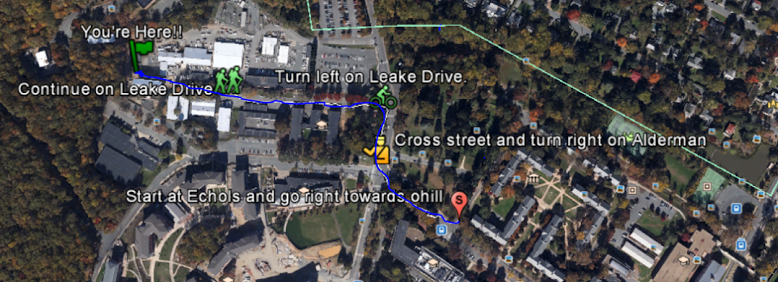 You're Here!!
Turn left on Leake Drive.
Continue on Leake Drive
Cross street and turn right on Alderman
Start at Echols and go right towards ohill
S